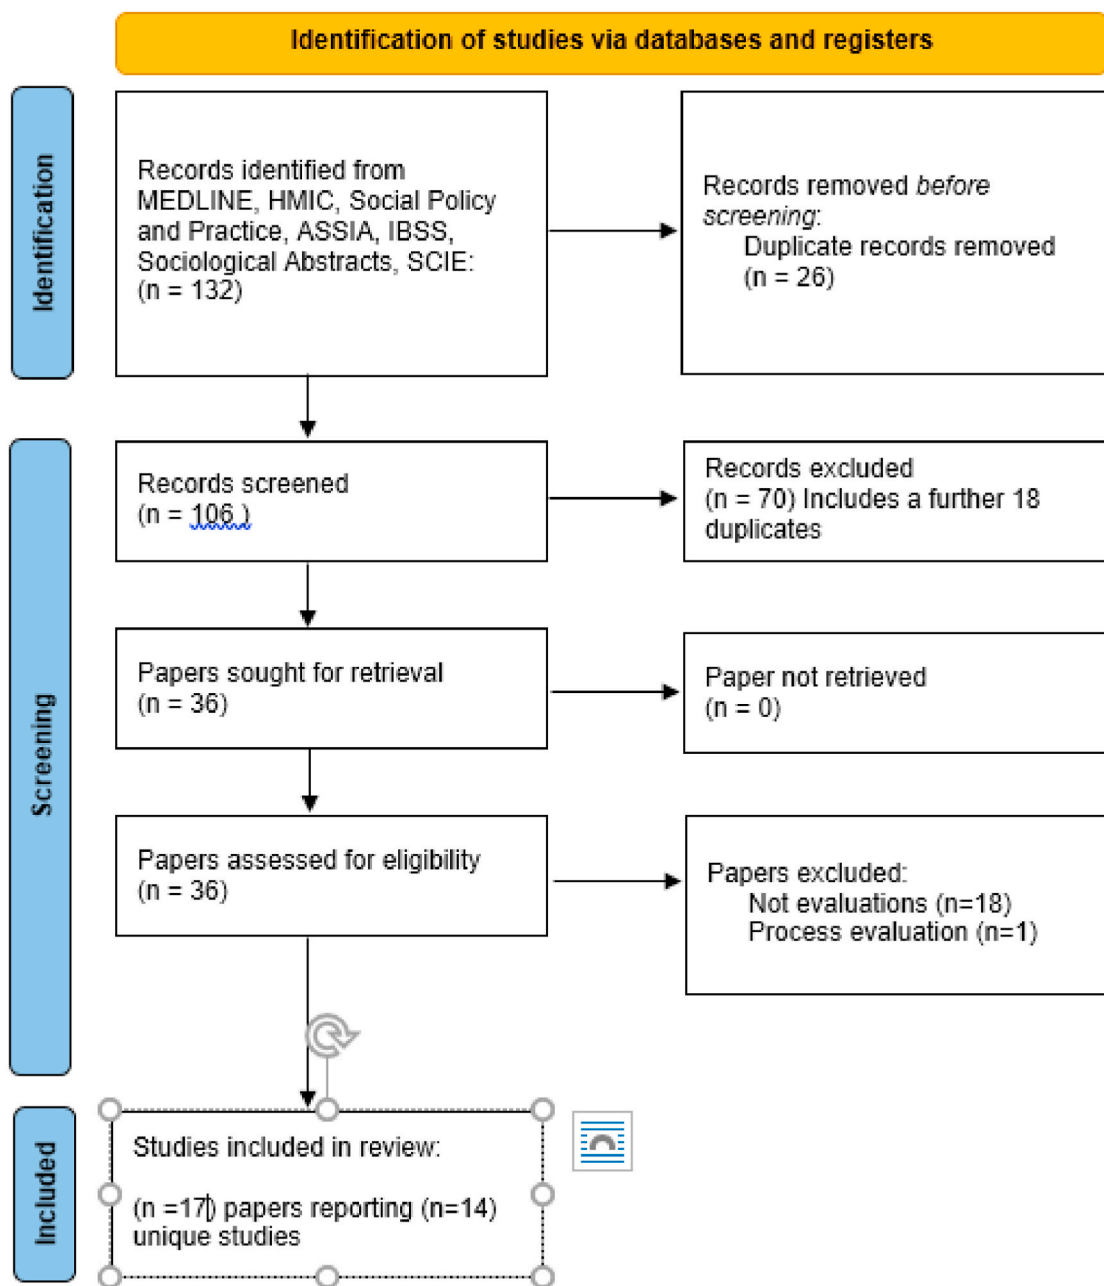 Identification of studies via databases and registers
Identification
Records identified from
MEDLINE, HMIC, Social Policy
and Practice, ASSIA, IBSS,
Sociological Abstracts, SCIE:
(n = 132)
Records removed before
screening:
Duplicate records removed
(n = 26)
Screening
Records screened
(n = 106 )
Records excluded
(n = 70) Includes a further 18
duplicates
Papers sought for retrieval
(n = 36)
Paper not retrieved
(n = 0)
Papers assessed for eligibility
(n = 36)
Papers excluded:
Not evaluations (n=18)
Process evaluation (n=1)
Included
Studies included in review:
(n =17) papers reporting (n=14)
unique studies